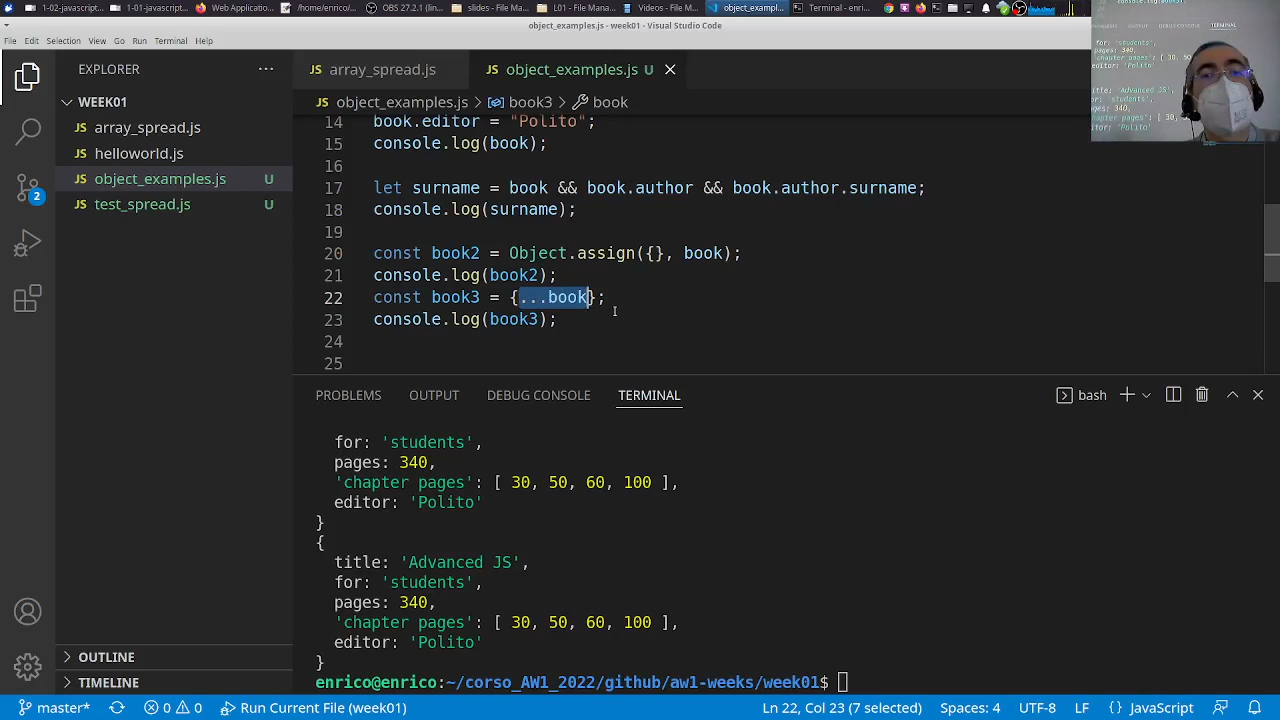 1-02-javascri
1-01-manager
Web Applicati
/home/enrico/
OBS 27.2.1 (lin
slides - File Ma
Videos - File M
object_exampl
Terminal - enri
object_examples.js - week01 - Visual Studio Code
File Edit Selection View Go Run Terminal Help
EXPLORER
WEEK01
array_spread.js
helloworld.js
object_examples.js U
test_spread.js
2
OUTLINE
TIMELINE
JS array_spread.js
JS object_examples.js U
JS object_examples.js > book3 > book
14 book.editor = "Polito";
15 console.log(book);
16
17 let surname = book && book.author && book.author.surname;
18 console.log(surname);
19
20 const book2 = Object.assign({}, book);
21 console.log(book2);
22 const book3 = {...book};
23 console.log(book3);
24
25
PROBLEMS OUTPUT DEBUG CONSOLE TERMINAL
bash
for: 'students',
pages: 340,
'chapter pages': [ 30, 50, 60, 100 ],
editor: 'Polito'
}
{
title: 'Advanced JS',
for: 'students',
pages: 340,
'chapter pages': [ 30, 50, 60, 100 ],
editor: 'Polito'
}
enrico@enrico:~/corso_AW1_2022/github/aw1-weeks/week01$
master* 0 0 Run Current File (week01)
Ln 22, Col 23 (7 selected) Spaces: 4 UTF-8 LF {} JavaScript